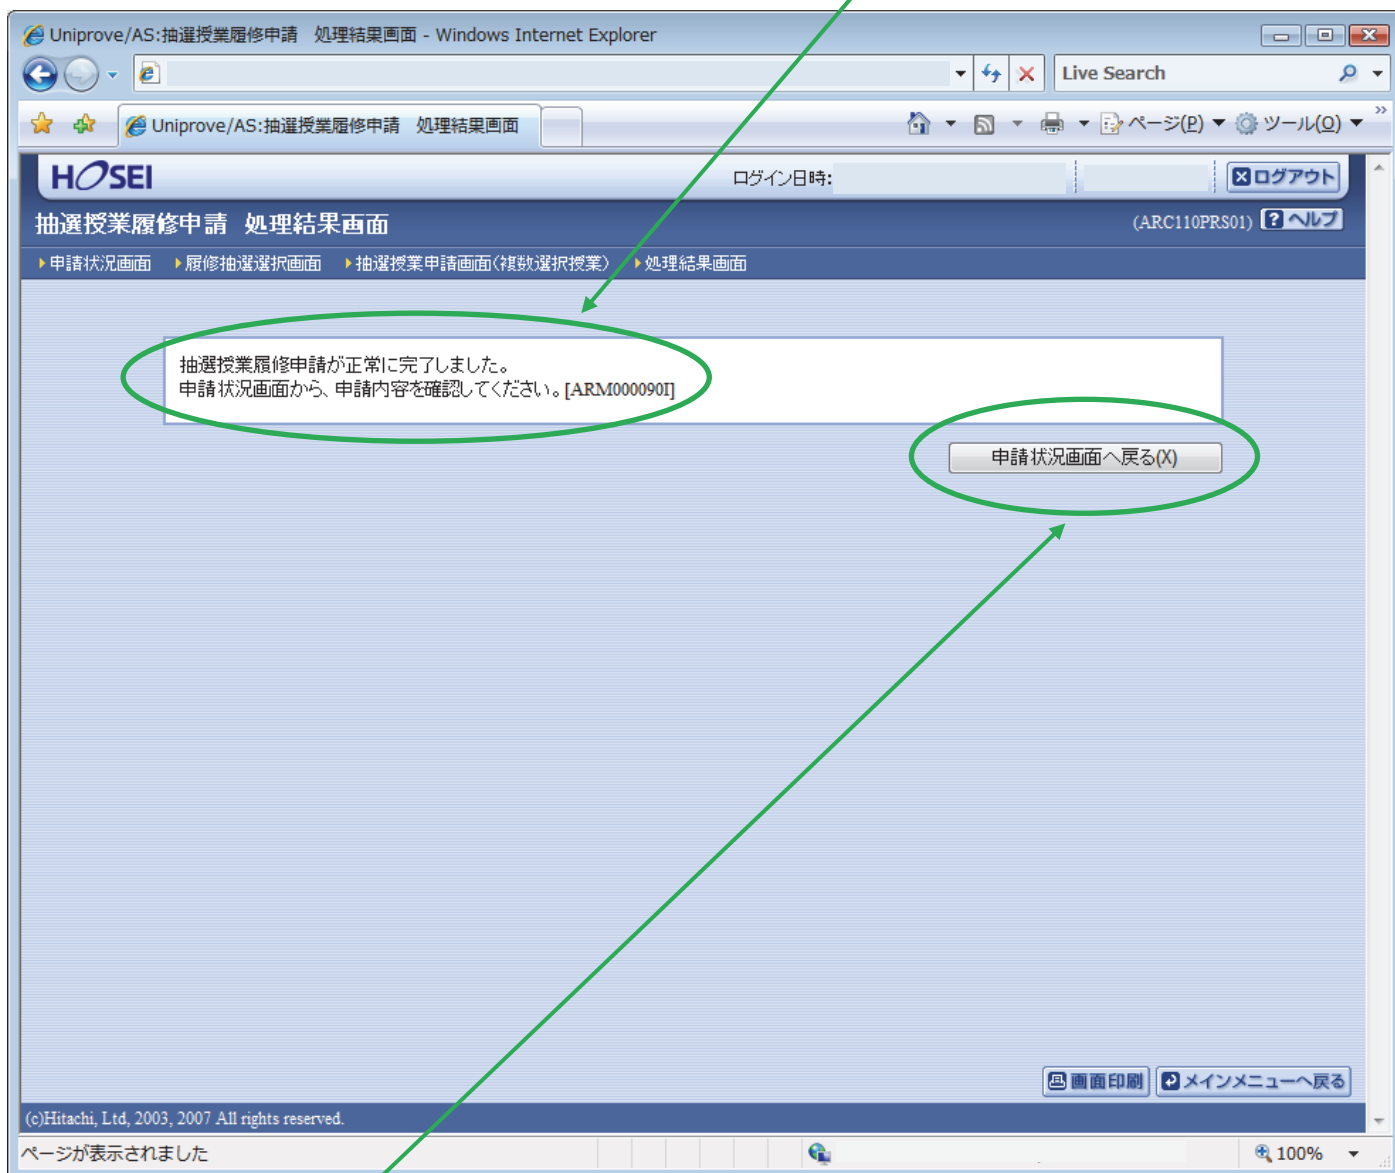 Uniprove/AS:抽選授業履修申請　処理結果画面 - Windows Internet Explorer
Live Search
Uniprove/AS:抽選授業履修申請　処理結果画面
ページ(P)
ツール(O)
HOSEI
ログイン日時:
ログアウト
抽選授業履修申請　処理結果画面
(ARC110PRS01)
? ヘルプ
申請状況画面
履修抽選選択画面
抽選授業申請画面(複数選択授業)
処理結果画面
抽選授業履修申請が正常に完了しました。
申請状況画面から、申請内容を確認してください。[ARM000090I]
申請状況画面へ戻る(X)
画面印刷
メインメニューへ戻る
(c)Hitachi, Ltd, 2003, 2007 All rights reserved.
ページが表示されました
100%